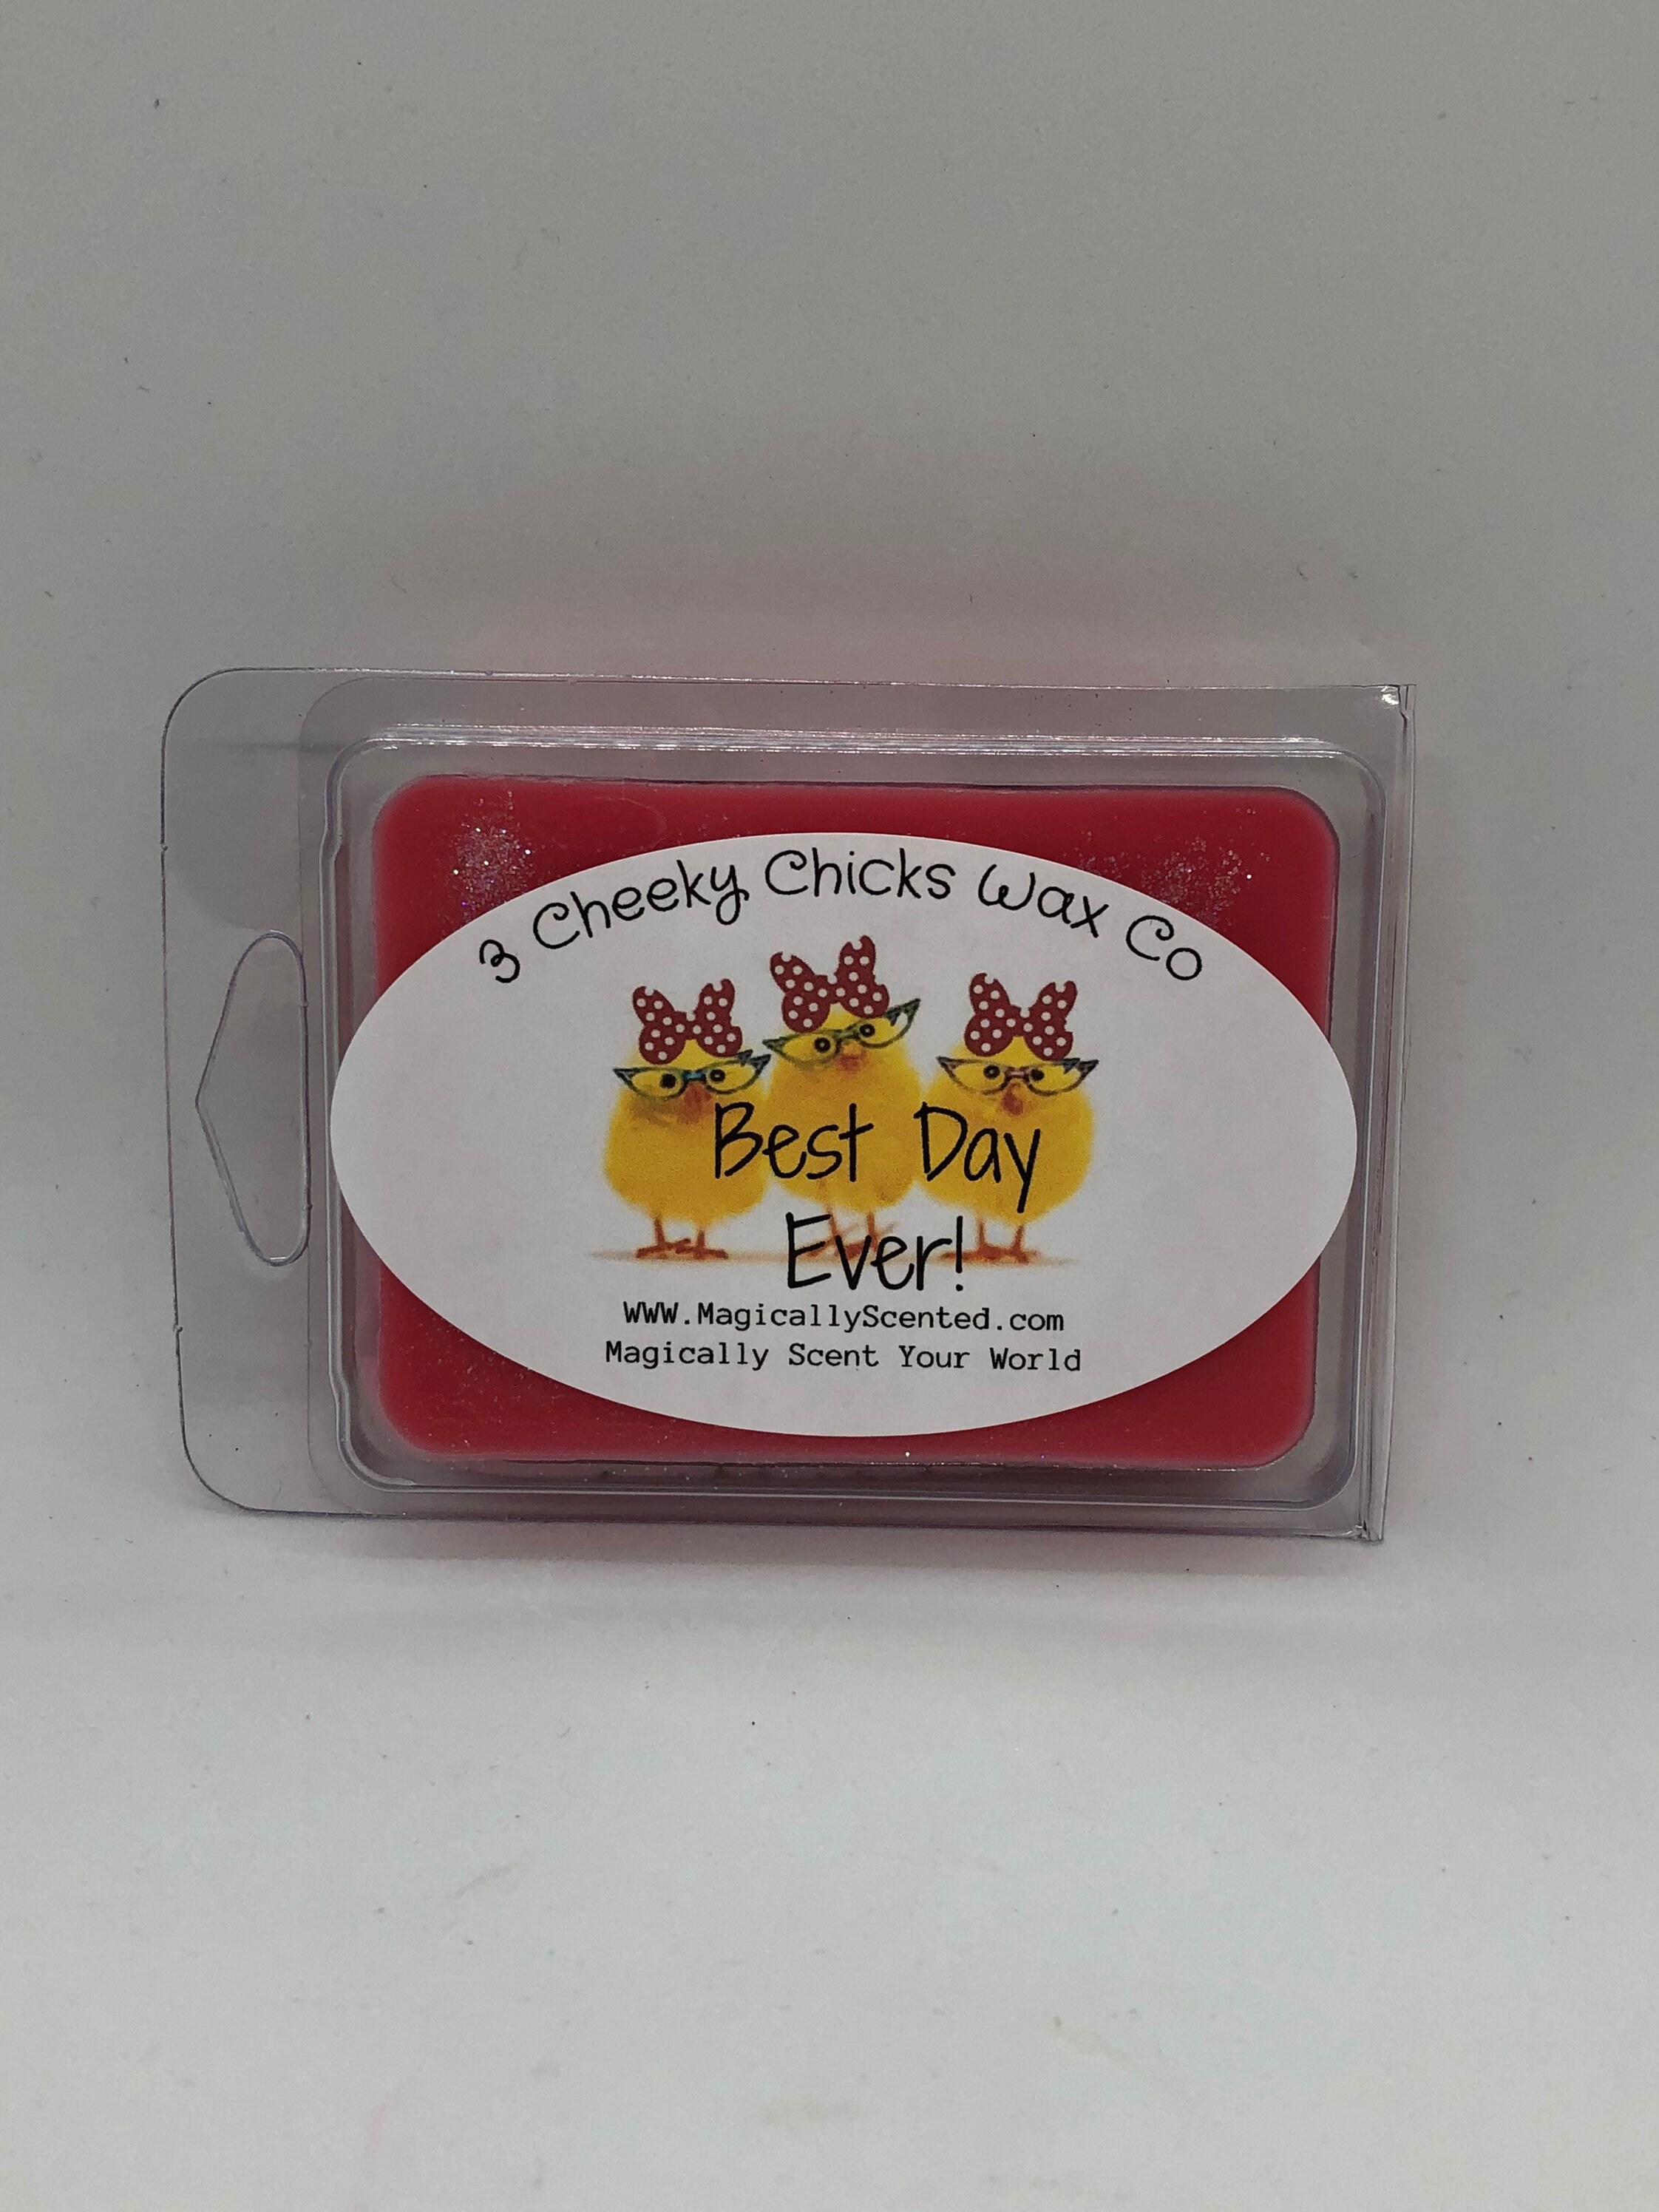 3 Cheeky Chicks Wax Co
Best Day
Ever!
WWW.MagicallyScented.com
Magically Scent Your World